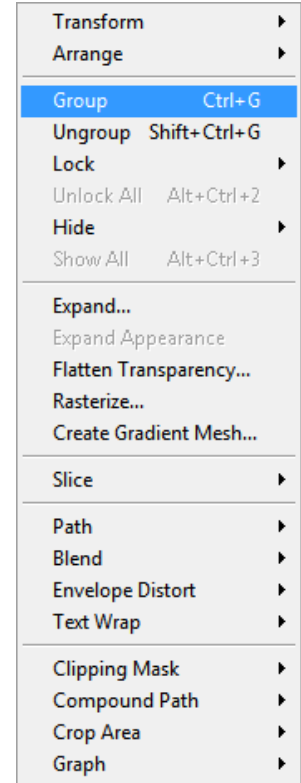 Transform
Arrange
Group Ctrl+G
Ungroup Shift+Ctrl+G
Lock
Unlock All Alt+Ctrl+2
Hide
Show All Alt+Ctrl+3
Expand...
Expand Appearance
Flatten Transparency...
Rasterize...
Create Gradient Mesh...
Slice
Path
Blend
Envelope Distort
Text Wrap
Clipping Mask
Compound Path
Crop Area
Graph